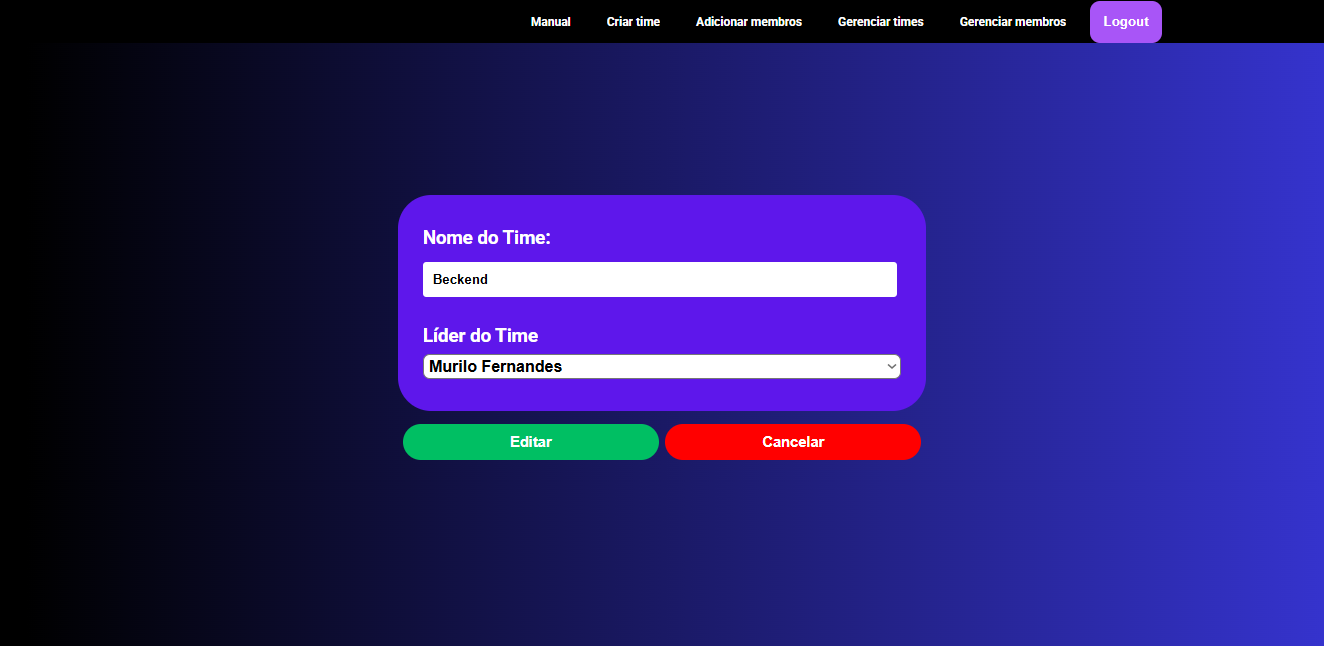 Manual Criar time Adicionar membros Gerenciar times Gerenciar membros Logout
Nome do Time:
Beckend
Líder do Time
Murilo Fernandes
Editar Cancelar